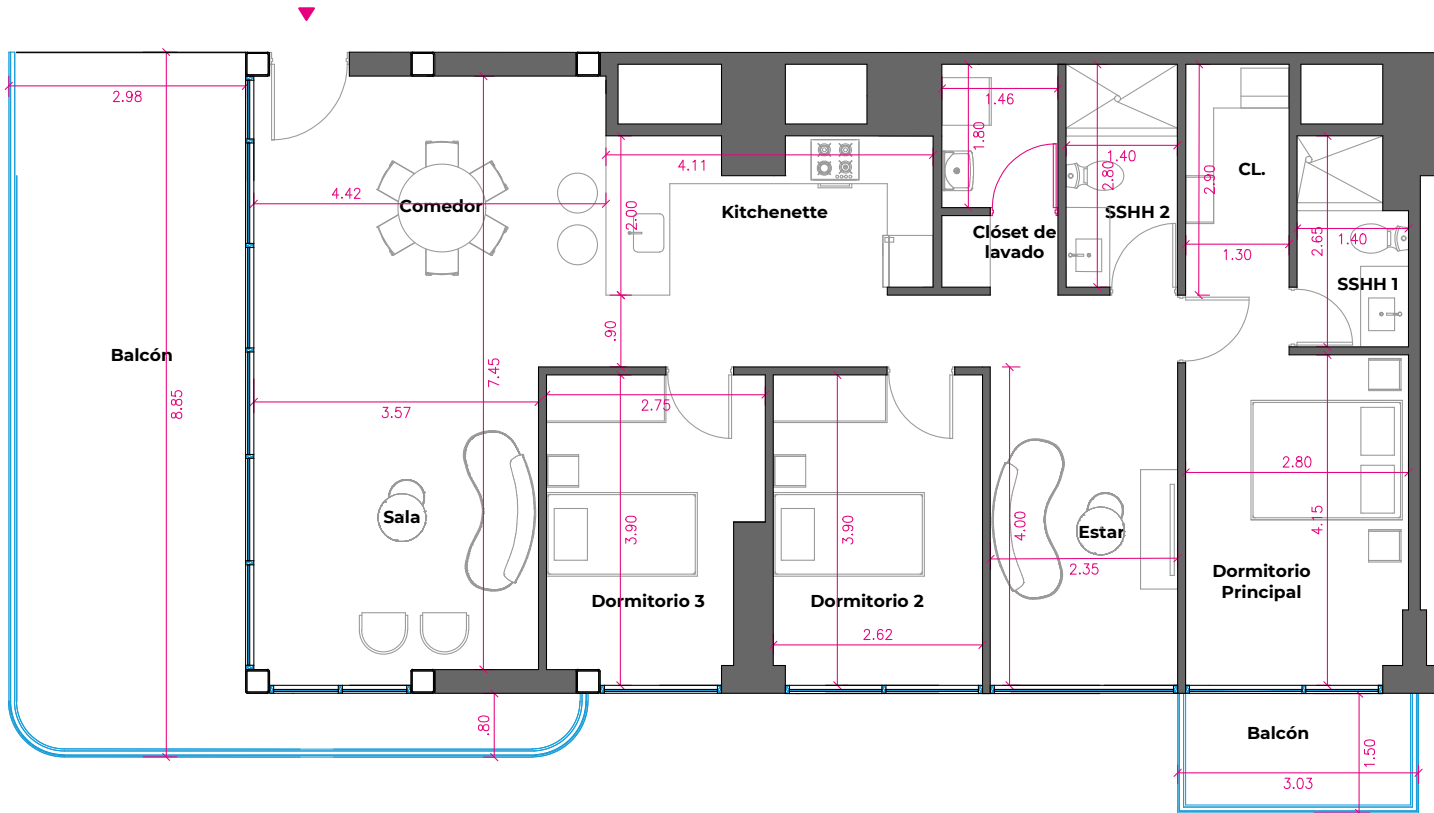 2.98
1.46
1.80
1.40
2.80
4.11
4.42
2.90
CL.
Comedor
Kitchenette
2.00
SSHH 2
Clóset de
lavado
2.65
1.40
1.30
SSHH 1
.90
Balcón
8.85
7.45
3.57
2.75
2.80
Sala
3.90
3.90
4.00
Estar
4.15
2.35
Dormitorio
Principal
Dormitorio 3
Dormitorio 2
2.62
.80
Balcón
1.50
3.03